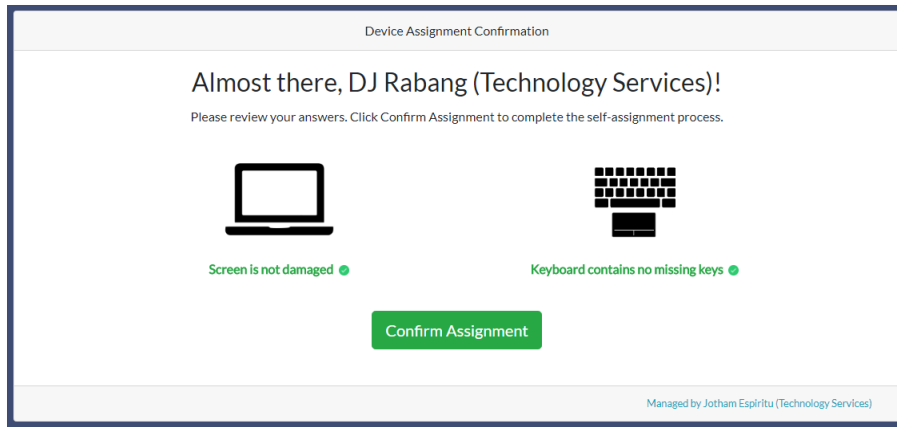 Device Assignment Confirmation
Almost there, DJ Rabang (Technology Services)!
Please review your answers. Click Confirm Assignment to complete the self-assignment process.
Screen is not damaged
Keyboard contains no missing keys
Confirm Assignment
Managed by Jotham Espiritu (Technology Services)